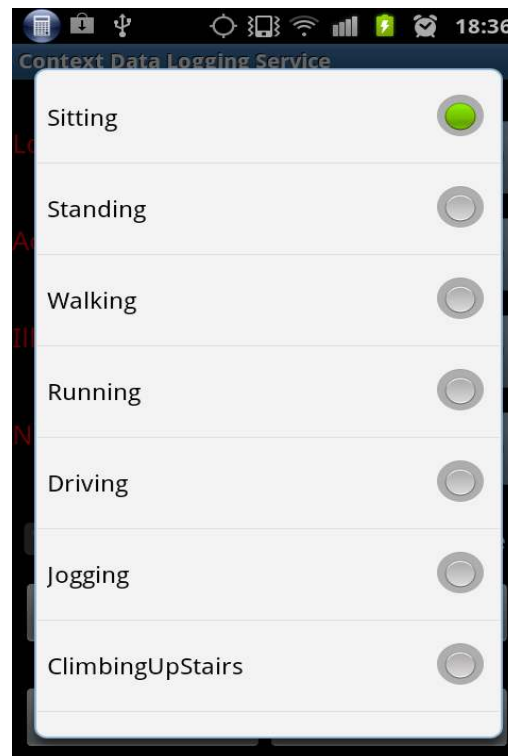 18:36
Context Data Logging Service
Sitting
Standing
Walking
Running
Driving
Jogging
ClimbingUpStairs